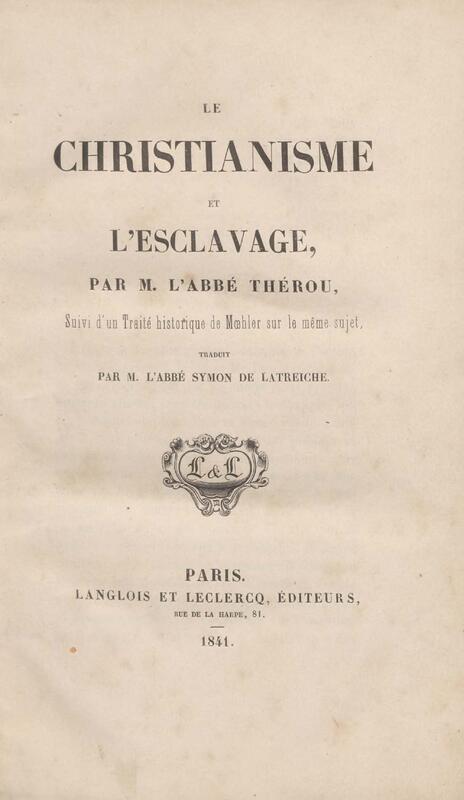 LE
CHRISTIANISME
ET
L'ESCLAVAGE,
PAR M. L'ABBÉ THÉROU,
Suivi d'un Traité historique de Mœhler sur le même sujet,
TRADUIT
PAR M. L'ABBÉ SYMON DE LATREICHE.
L & L
PARIS.
LANGLOIS ET LECLERCQ, ÉDITEURS,
RUE DE LA HARPE, 81.
1841.